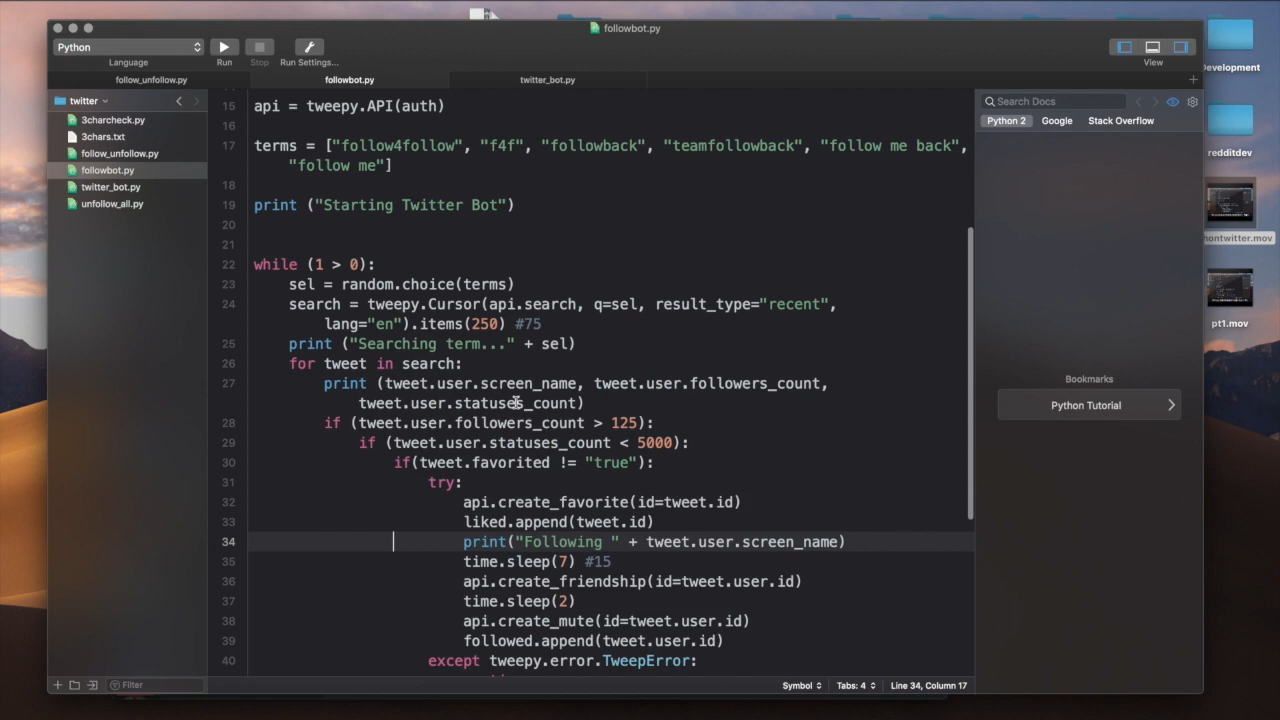 followbot.py
Python
Language
Run
Stop
Run Settings...
View
follow_unfollow.py
followbot.py
twitter_bot.py
twitter
3charcheck.py
3chars.txt
follow_unfollow.py
followbot.py
twitter_bot.py
unfollow_all.py
Filter
15 api = tweepy.API(auth)
16
17 terms = ["follow4follow", "f4f", "followback", "teamfollowback", "follow me back",
"follow me"]
18
19 print ("Starting Twitter Bot")
20
21
22 while (1 > 0):
23 sel = random.choice(terms)
24 search = tweepy.Cursor(api.search, q=sel, result_type="recent",
lang="en").items(250) #75
25 print ("Searching term..." + sel)
26 for tweet in search:
27 print (tweet.user.screen_name, tweet.user.followers_count,
tweet.user.statuses_count)
28 if (tweet.user.followers_count > 125):
29 if (tweet.user.statuses_count < 5000):
30 if(tweet.favorited != "true"):
31 try:
32 api.create_favorite(id=tweet.id)
33 liked.append(tweet.id)
34 print("Following " + tweet.user.screen_name)
35 time.sleep(7) #15
36 api.create_friendship(id=tweet.user.id)
37 time.sleep(2)
38 api.create_mute(id=tweet.user.id)
39 followed.append(tweet.user.id)
40 except tweepy.error.TweepError:
Symbol
Tabs: 4
Line 34, Column 17
Search Docs
Python 2
Google
Stack Overflow
Bookmarks
Python Tutorial
Development
redditdev
hontwitter.mov
pt1.mov